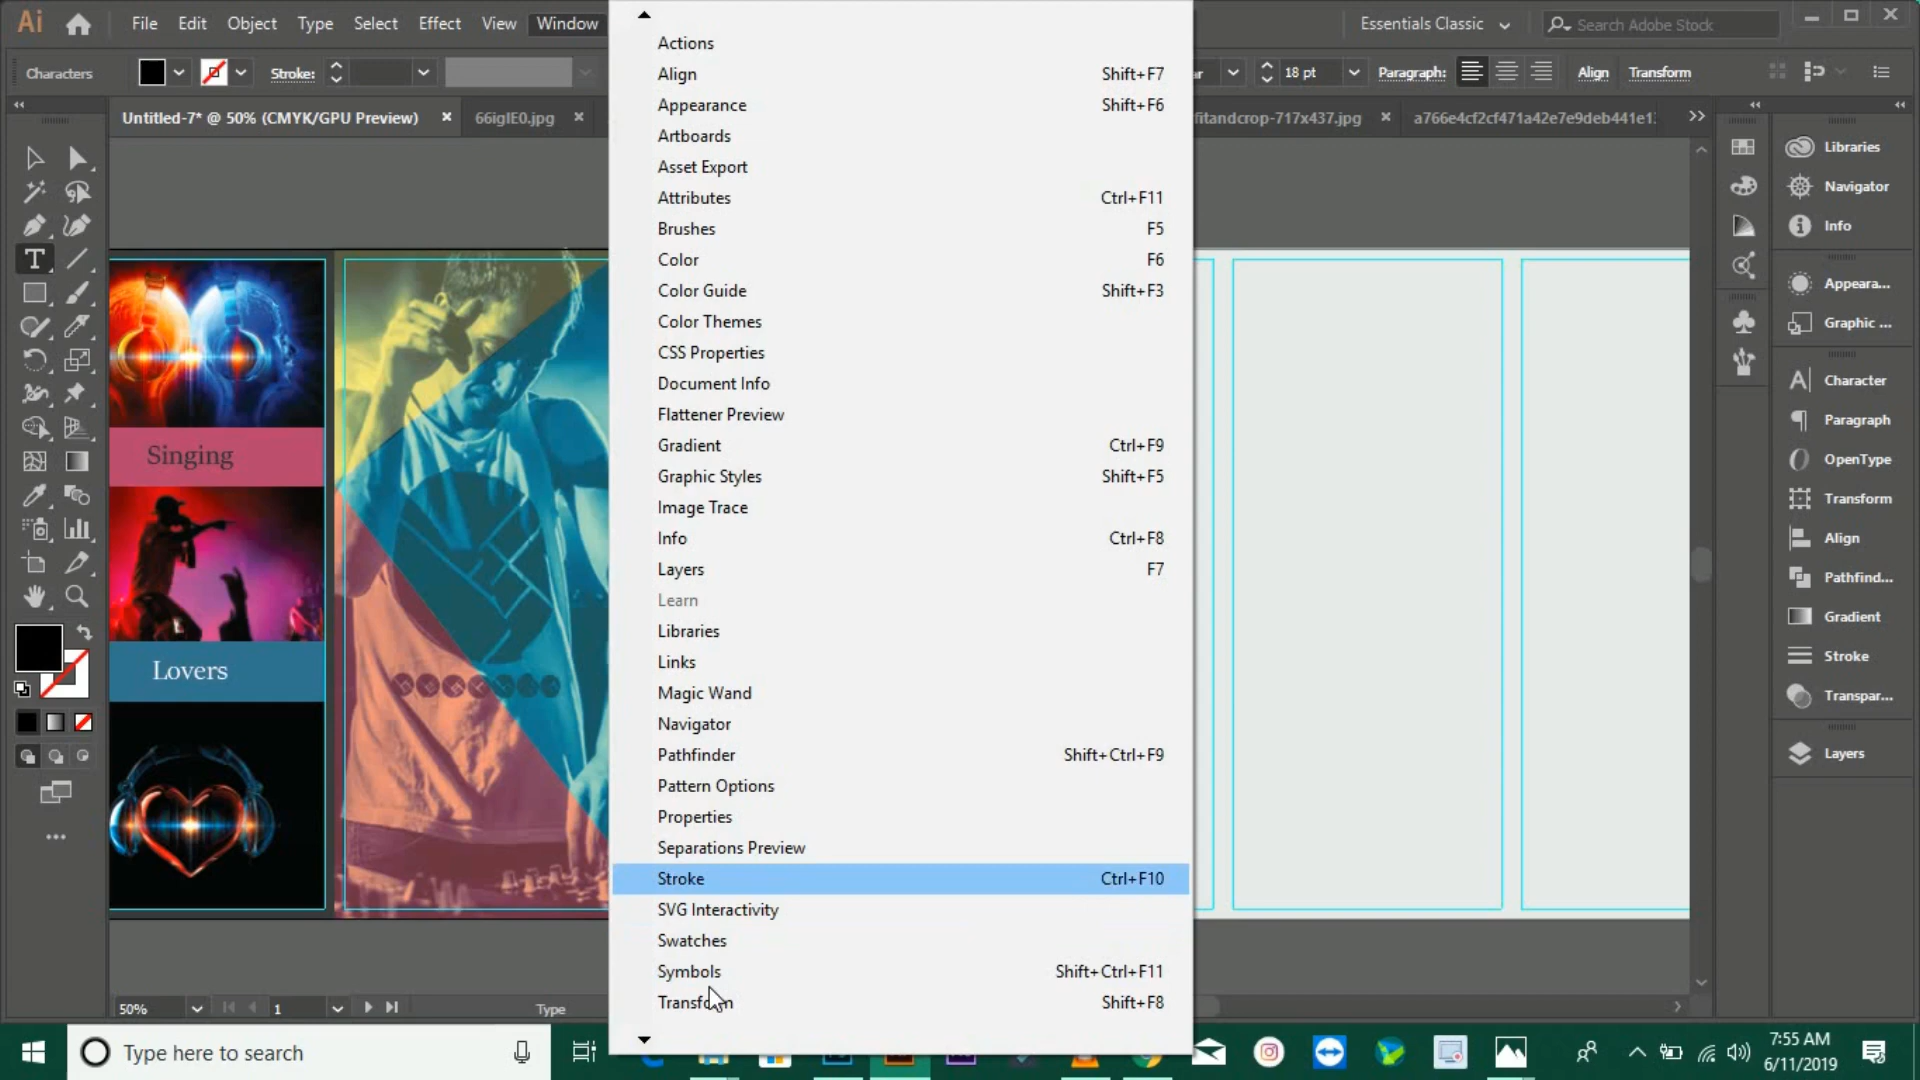 Ai File Edit Object Type Select Effect View Window
Essentials Classic
Search Adobe Stock
Characters
Stroke:
18 pt
Paragraph:
Align
Transform
Untitled-7* @ 50% (CMYK/GPU Preview)
66igIE0.jpg
fitandcrop-717x437.jpg
Actions
Align Shift+F7
Appearance Shift+F6
Artboards
Asset Export
Attributes Ctrl+F11
Brushes F5
Color F6
Color Guide Shift+F3
Color Themes
CSS Properties
Document Info
Flattener Preview
Gradient Ctrl+F9
Graphic Styles Shift+F5
Image Trace
Info Ctrl+F8
Layers F7
Learn
Libraries
Links
Magic Wand
Navigator
Pathfinder Shift+Ctrl+F9
Pattern Options
Properties
Separations Preview
Stroke Ctrl+F10
SVG Interactivity
Swatches
Symbols Shift+Ctrl+F11
Transform Shift+F8
Singing
Lovers
Libraries
Navigator
Info
Appeara...
Graphic ...
Character
Paragraph
OpenType
Transform
Align
Pathfind...
Gradient
Stroke
Transpar...
Layers
50%
1
Type
Type here to search
7:55 AM
6/11/2019